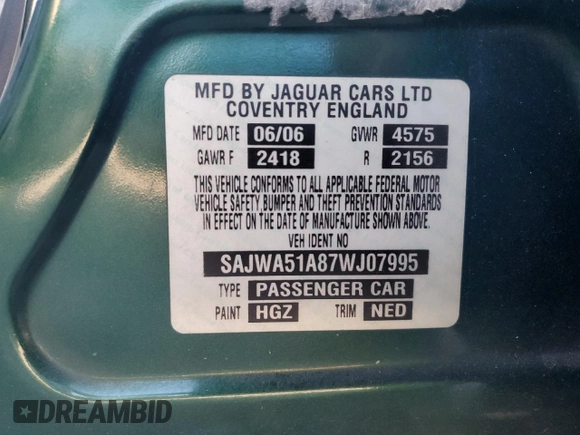 MFD BY JAGUAR CARS LTD
COVENTRY ENGLAND
MFD DATE 06/06 GVWR 4575
GAWR F 2418 R 2156
THIS VEHICLE CONFORMS TO ALL APPLICABLE FEDERAL MOTOR
VEHICLE SAFETY, BUMPER AND THEFT PREVENTION STANDARDS
IN EFFECT ON THE DATE OF MANUFACTURE SHOWN ABOVE.
VEH IDENT NO
SAJWA51A87WJ07995
TYPE PASSENGER CAR
PAINT HGZ TRIM NED
DREAMBID